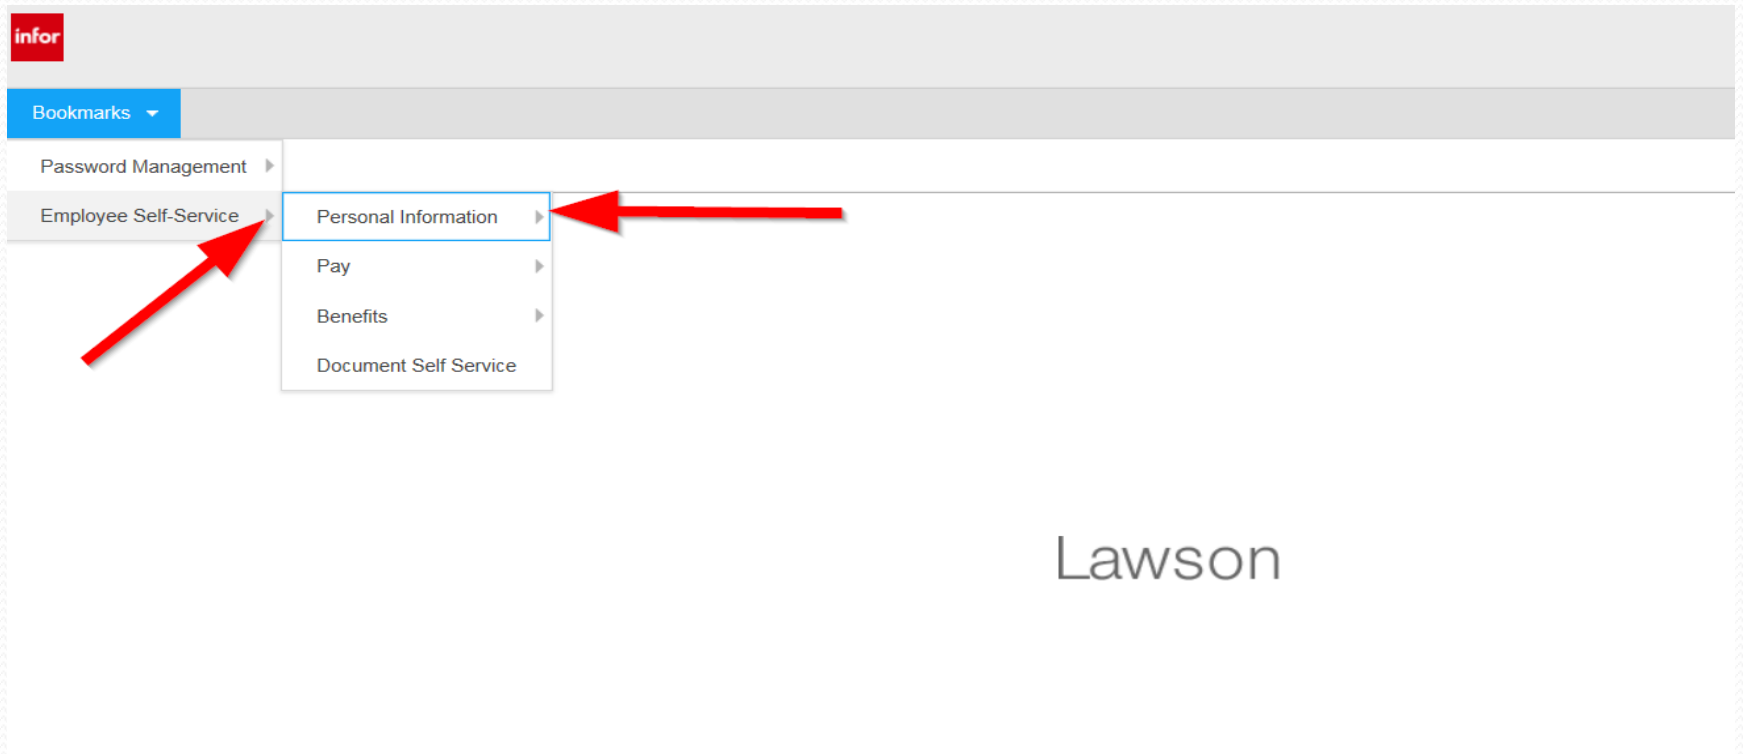 infor
Bookmarks
Password Management
Employee Self-Service
Personal Information
Pay
Benefits
Document Self Service
Lawson